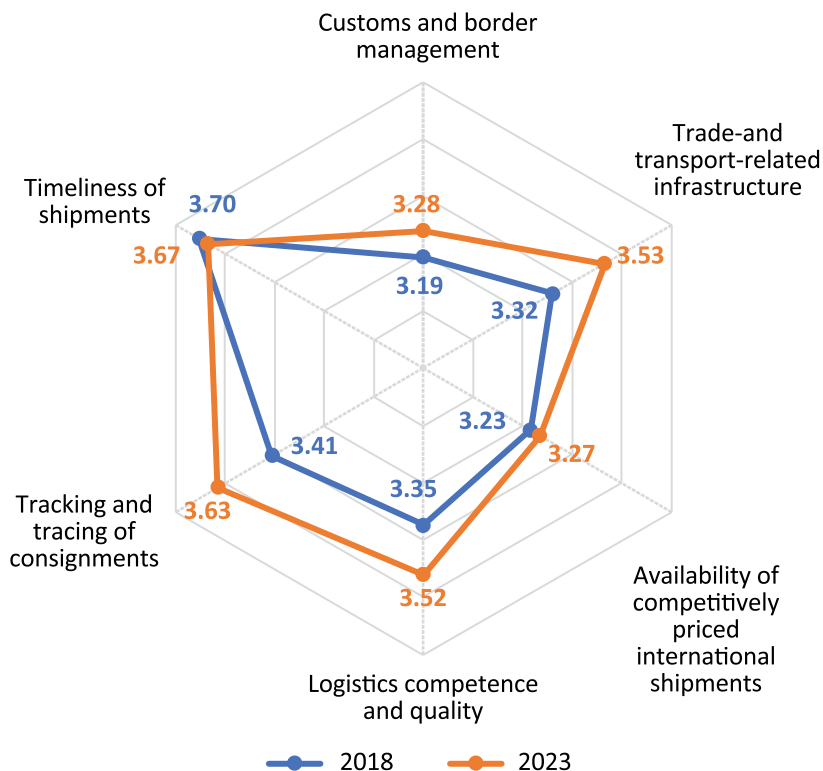 Customs and border
management
Trade-and
transport-related
infrastructure
Timeliness of
shipments
3.70
3.28
3.67
3.53
3.19
3.32
3.23
3.41
3.27
3.35
Tracking and
tracing of
consignments
3.63
3.52
Availability of
competitively
priced
international
shipments
Logistics competence
and quality
2018
2023